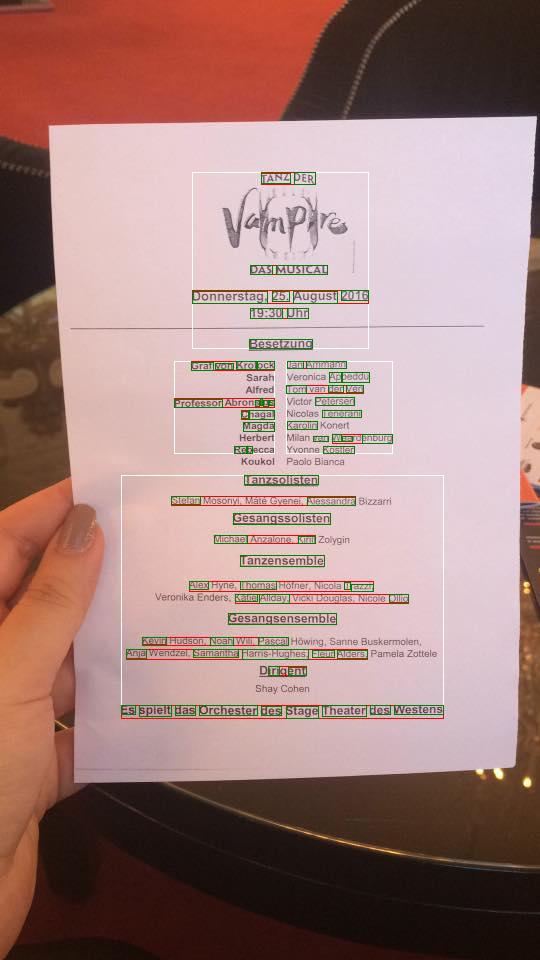 TANZ DER
Vampire
DAS MUSICAL
Donnerstag, 25. August 2016
19:30 Uhr
Besetzung
Graf von Krolock Jan Ammann
Sarah Veronica Appeddu
Alfred Tom van der Ven
Professor Abronsius Victor Petersen
Chagal Nicolas Tenerani
Magda Karolin Konert
Herbert Milan van Waardenburg
Rebecca Yvonne Köstler
Koukol Paolo Bianca
Tanzsolisten
Stefan Mosonyi, Máté Gyenei, Alessandra Bizzarri
Gesangssolisten
Michael Anzalone, Kirill Zolygin
Tanzensemble
Alex Hyne, Thomas Höfner, Nicola Trazzi,
Veronika Enders, Katie Allday, Vicki Douglas, Nicole Ollio
Gesangsensemble
Kevin Hudson, Noah Will, Pascal Höwing, Sanne Buskermolen,
Anja Wendzel, Samantha Harris-Hughes, Fleur Alders, Pamela Zottele
Dirigent
Shay Cohen
Es spielt das Orchester des Stage Theater des Westens